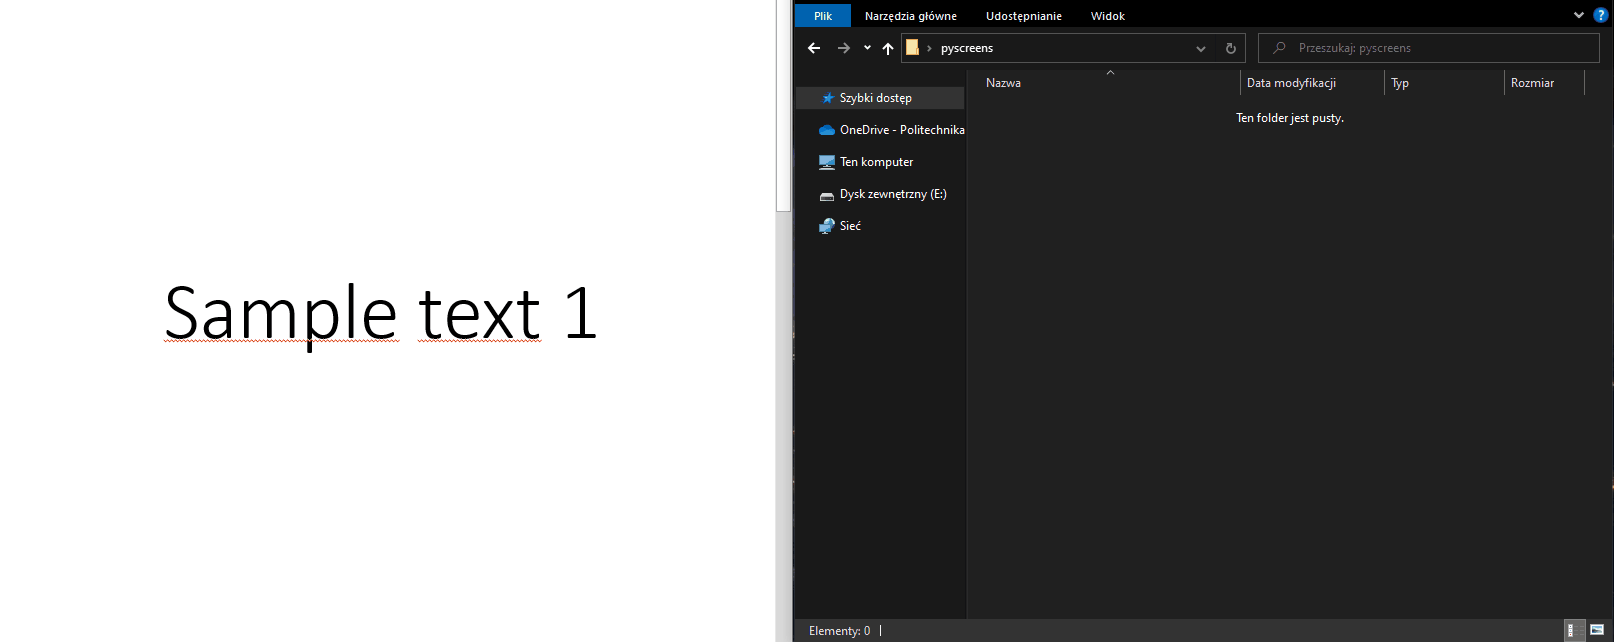 Sample text 1
Plik Narzędzia główne Udostępnianie Widok
pyscreens
Przeszukaj: pyscreens
Nazwa Data modyfikacji Typ Rozmiar
Ten folder jest pusty.
Szybki dostęp
OneDrive - Politechnika
Ten komputer
Dysk zewnętrzny (E:)
Sieć
Elementy: 0